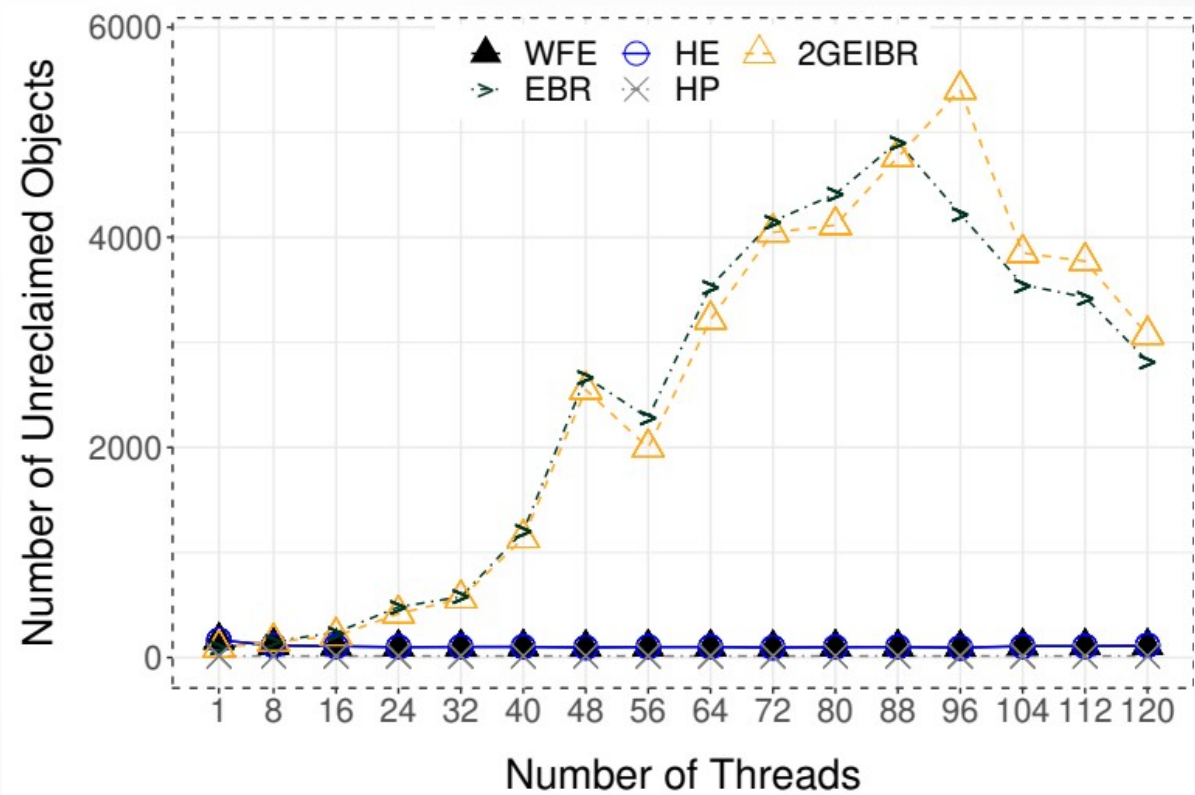 Number of Unreclaimed Objects
6000
4000
2000
0
WFE HE 2GEIBR
EBR HP
1 8 16 24 32 40 48 56 64 72 80 88 96 104 112 120
Number of Threads